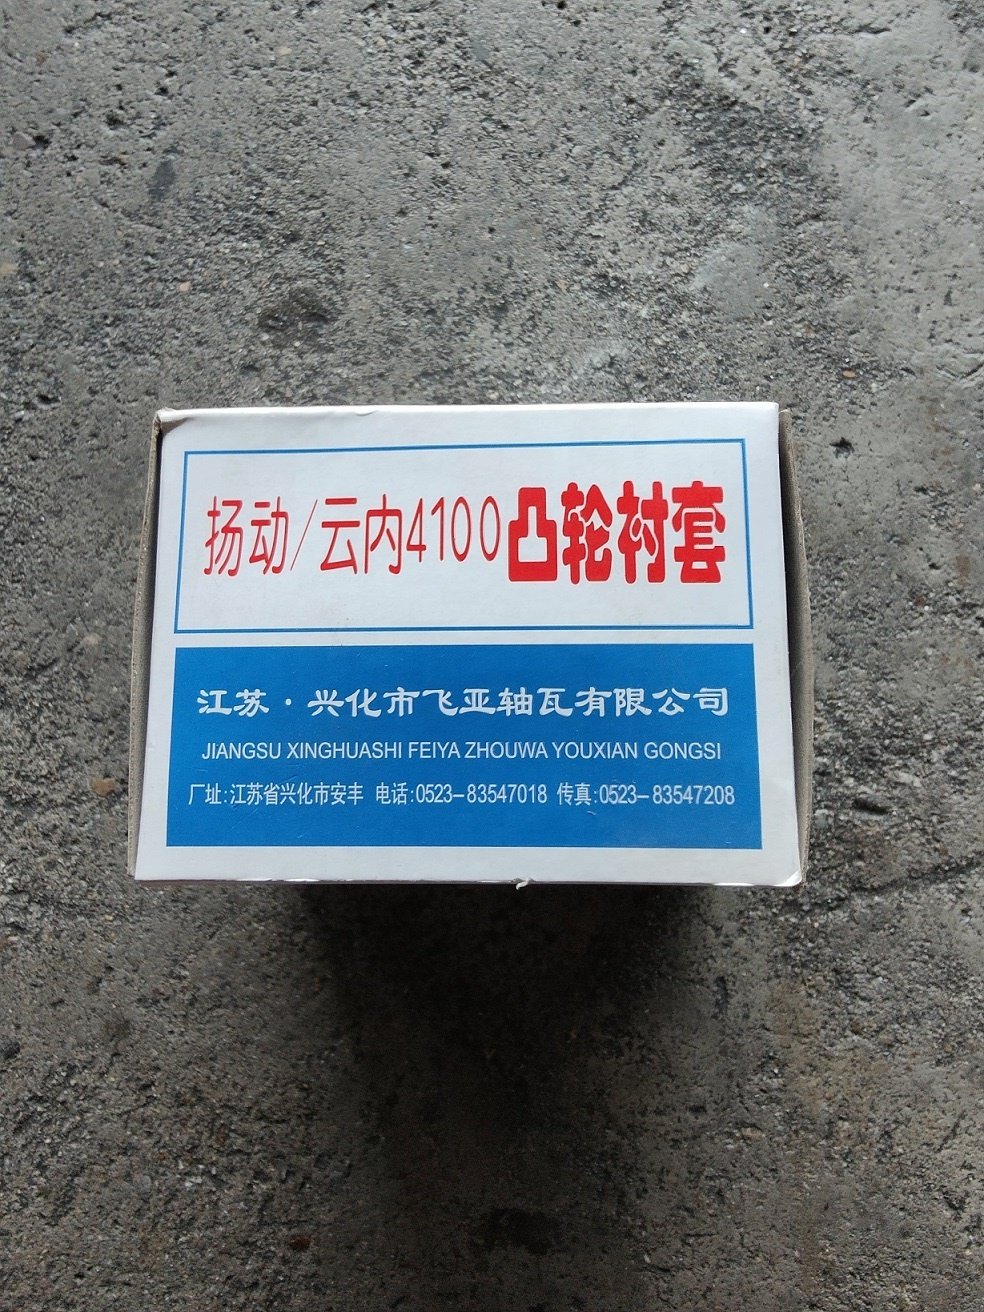 扬动/云内4100凸轮衬套
江苏·兴化市飞亚轴瓦有限公司
JIANGSU XINGHUASHI FEIYA ZHOUWA YOUXIAN GONGSI
厂址:江苏省兴化市安丰 电话:0523-83547018 传真:0523-83547208